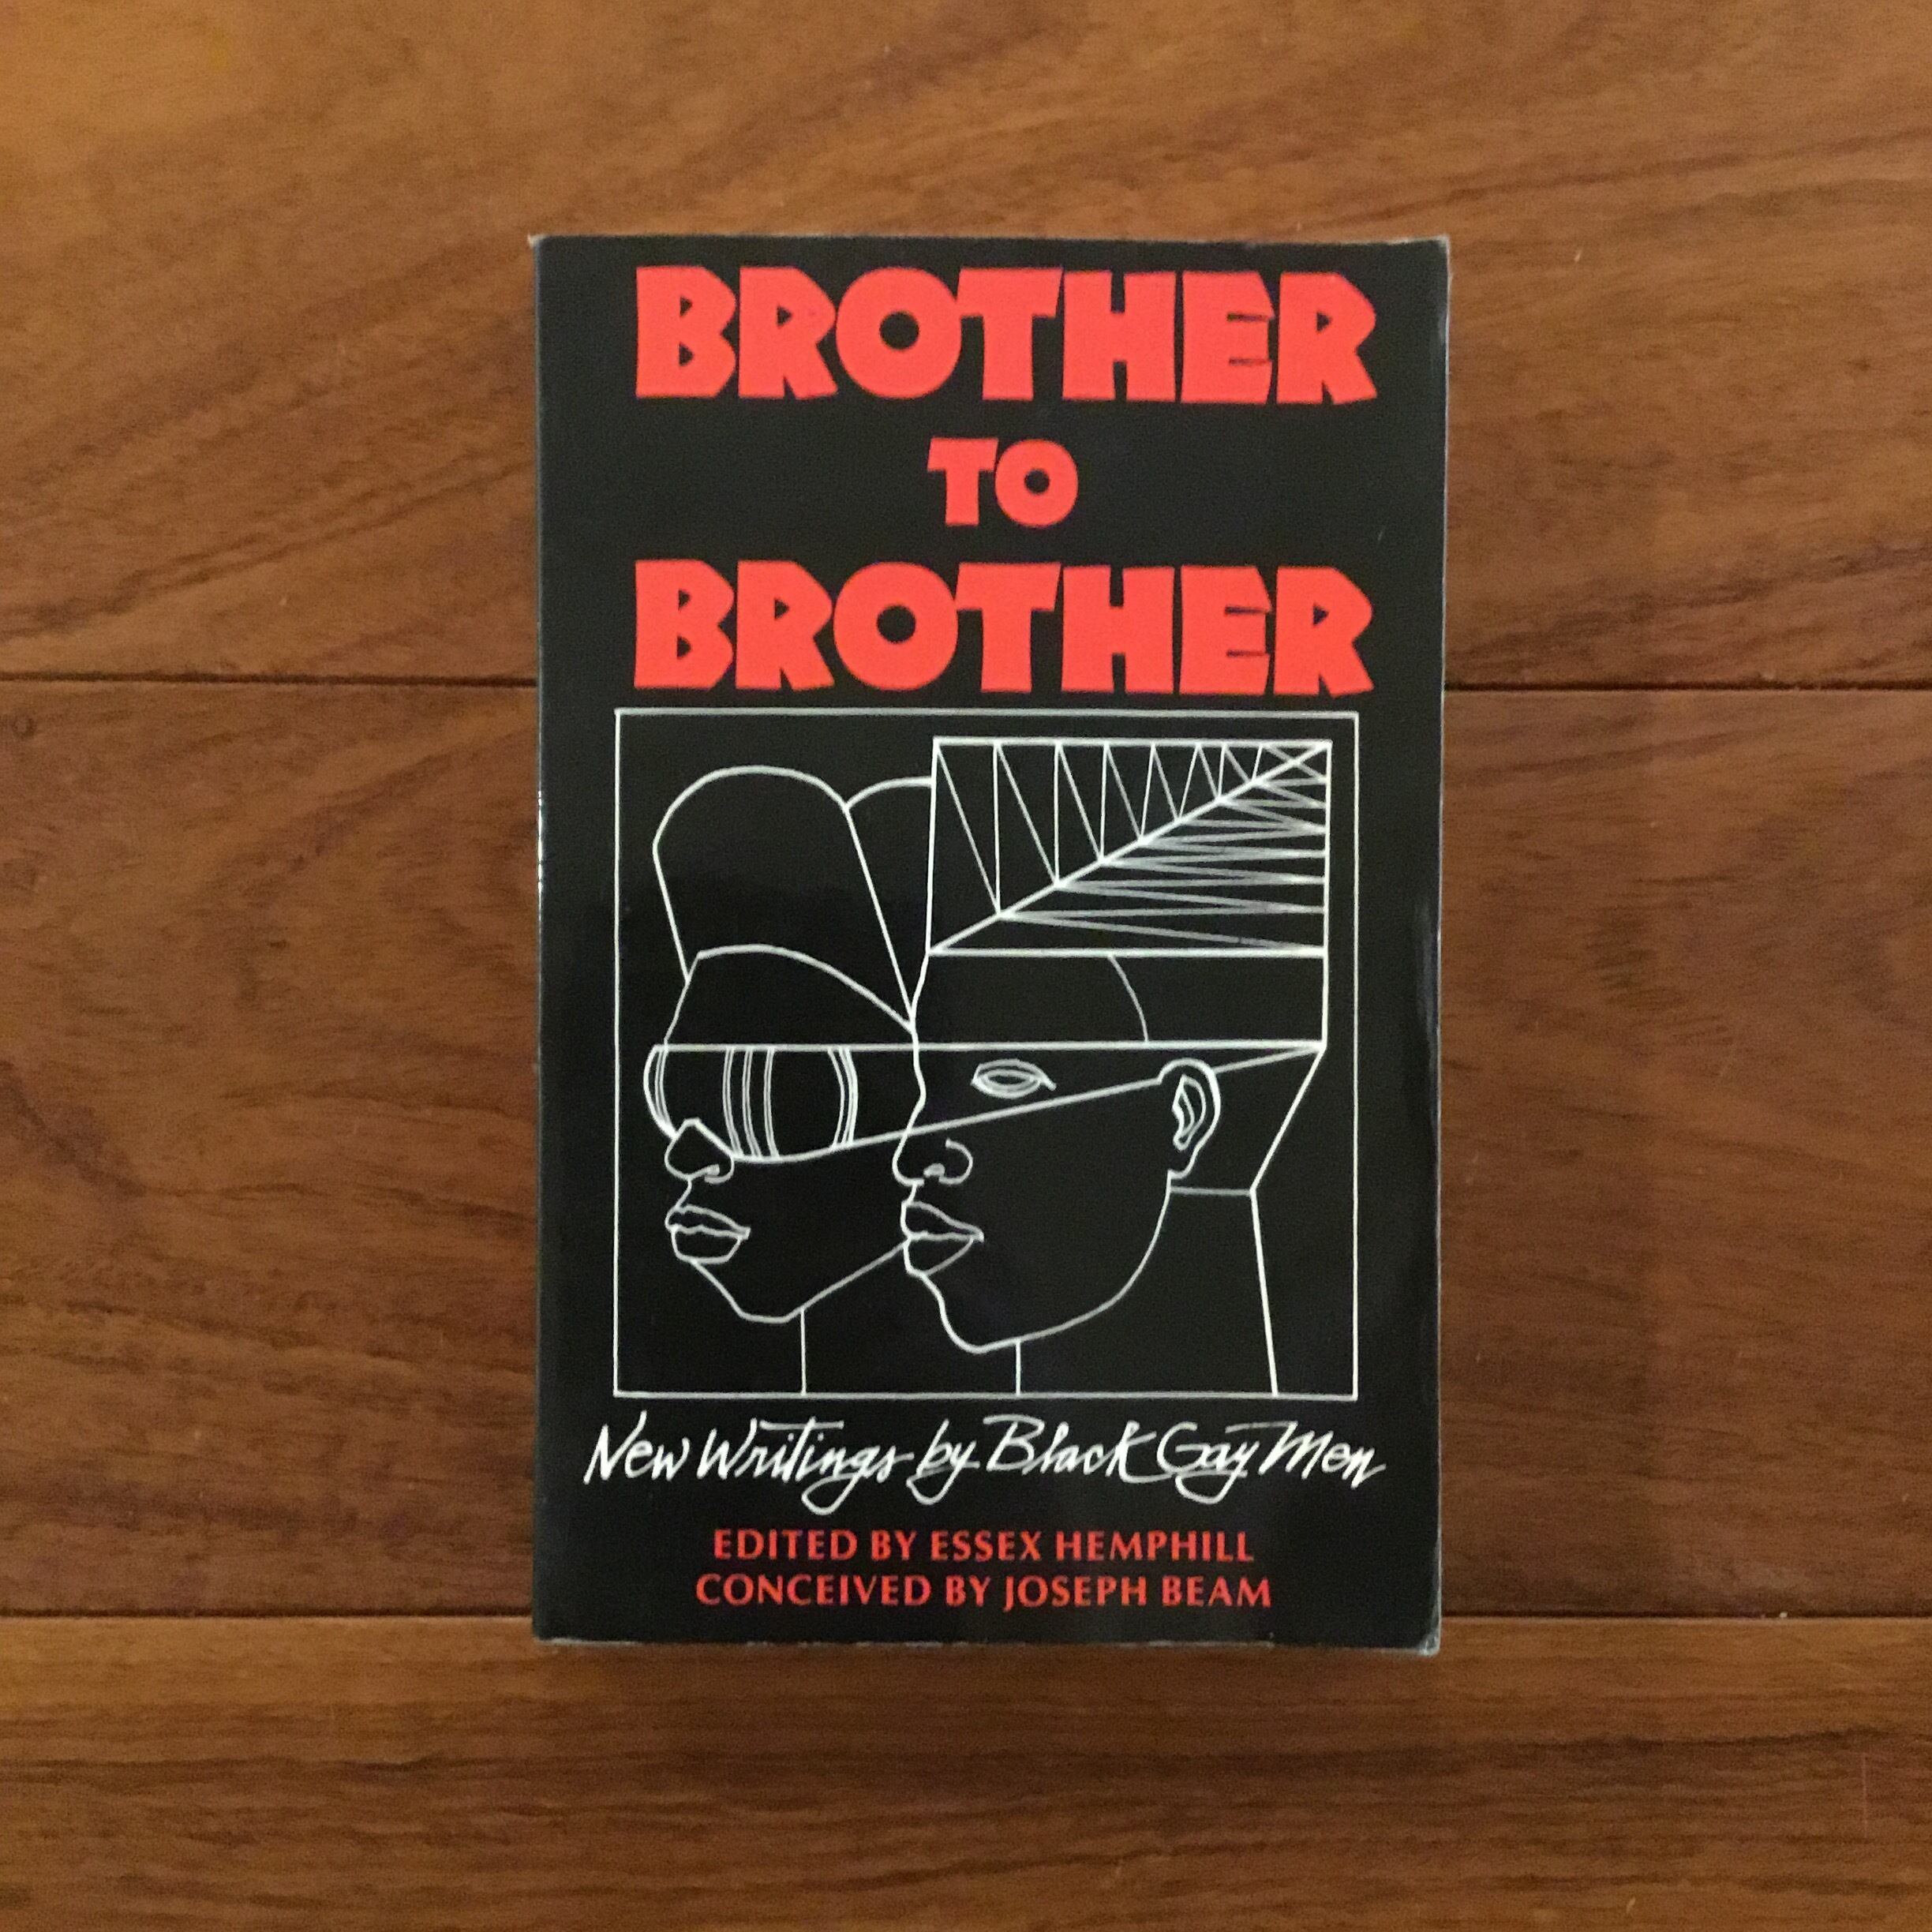 BROTHER
TO
BROTHER
New Writings by Black Gay Men
EDITED BY ESSEX HEMPHILL
CONCEIVED BY JOSEPH BEAM